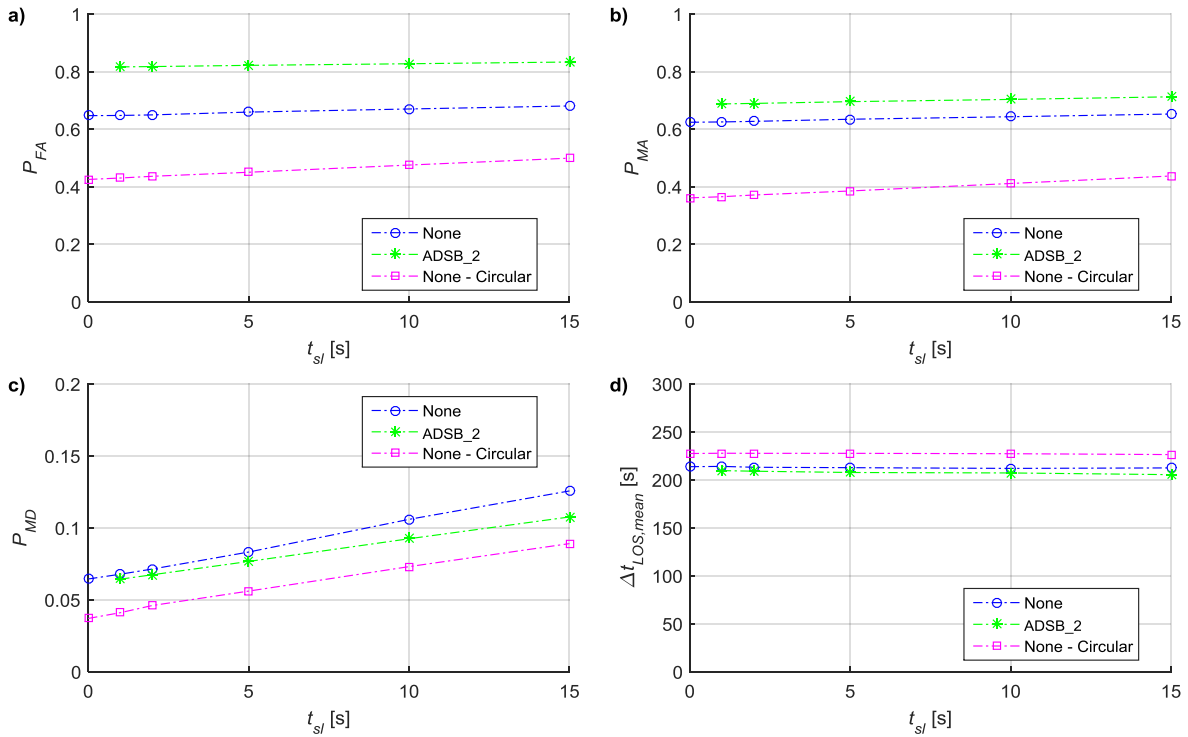 a)
1
0.8
0.6
0.4
0.2
0
P_FA
None
ADSB_2
None - Circular
0 5 10 15
t_sl [s]
b)
1
0.8
0.6
0.4
0.2
0
P_MA
None
ADSB_2
None - Circular
0 5 10 15
t_sl [s]
c)
0.2
0.15
0.1
0.05
0
P_MD
None
ADSB_2
None - Circular
0 5 10 15
t_sl [s]
d)
300
250
200
150
100
50
0
Δt_LOS,mean [s]
None
ADSB_2
None - Circular
0 5 10 15
t_sl [s]